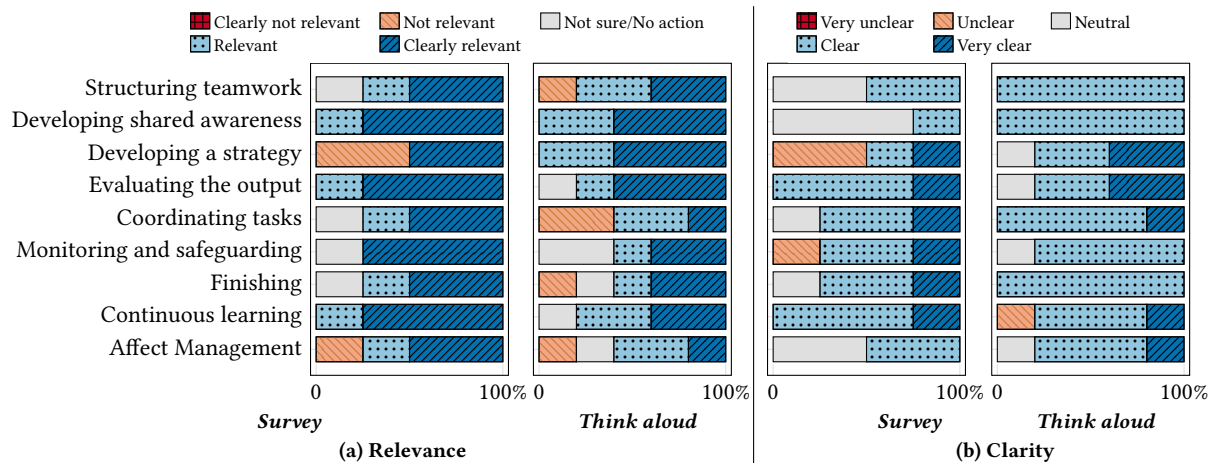 Clearly not relevant Not relevant Not sure/No action
Relevant Clearly relevant
Very unclear Unclear Neutral
Clear Very clear
Structuring teamwork
Developing shared awareness
Developing a strategy
Evaluating the output
Coordinating tasks
Monitoring and safeguarding
Finishing
Continuous learning
Affect Management
0 100% 0 100% 0 100% 0 100%
Survey Think aloud Survey Think aloud
(a) Relevance (b) Clarity